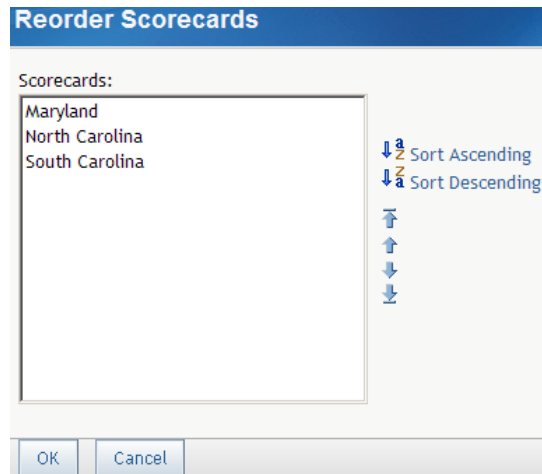 Reorder Scorecards
Scorecards:
Maryland
North Carolina
South Carolina
a
z Sort Ascending
z
a Sort Descending
OK Cancel